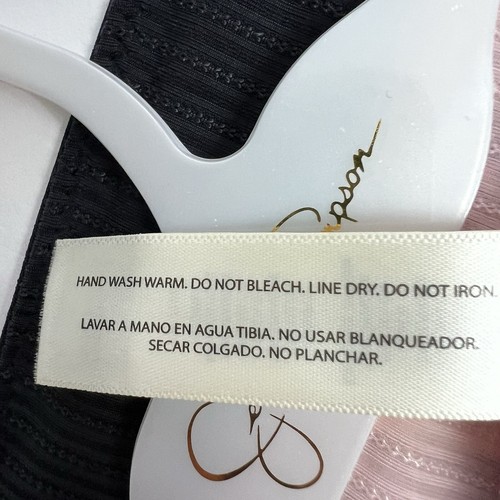 HAND WASH WARM. DO NOT BLEACH. LINE DRY. DO NOT IRON.
LAVAR A MANO EN AGUA TIBIA. NO USAR BLANQUEADOR.
SECAR COLGADO. NO PLANCHAR.